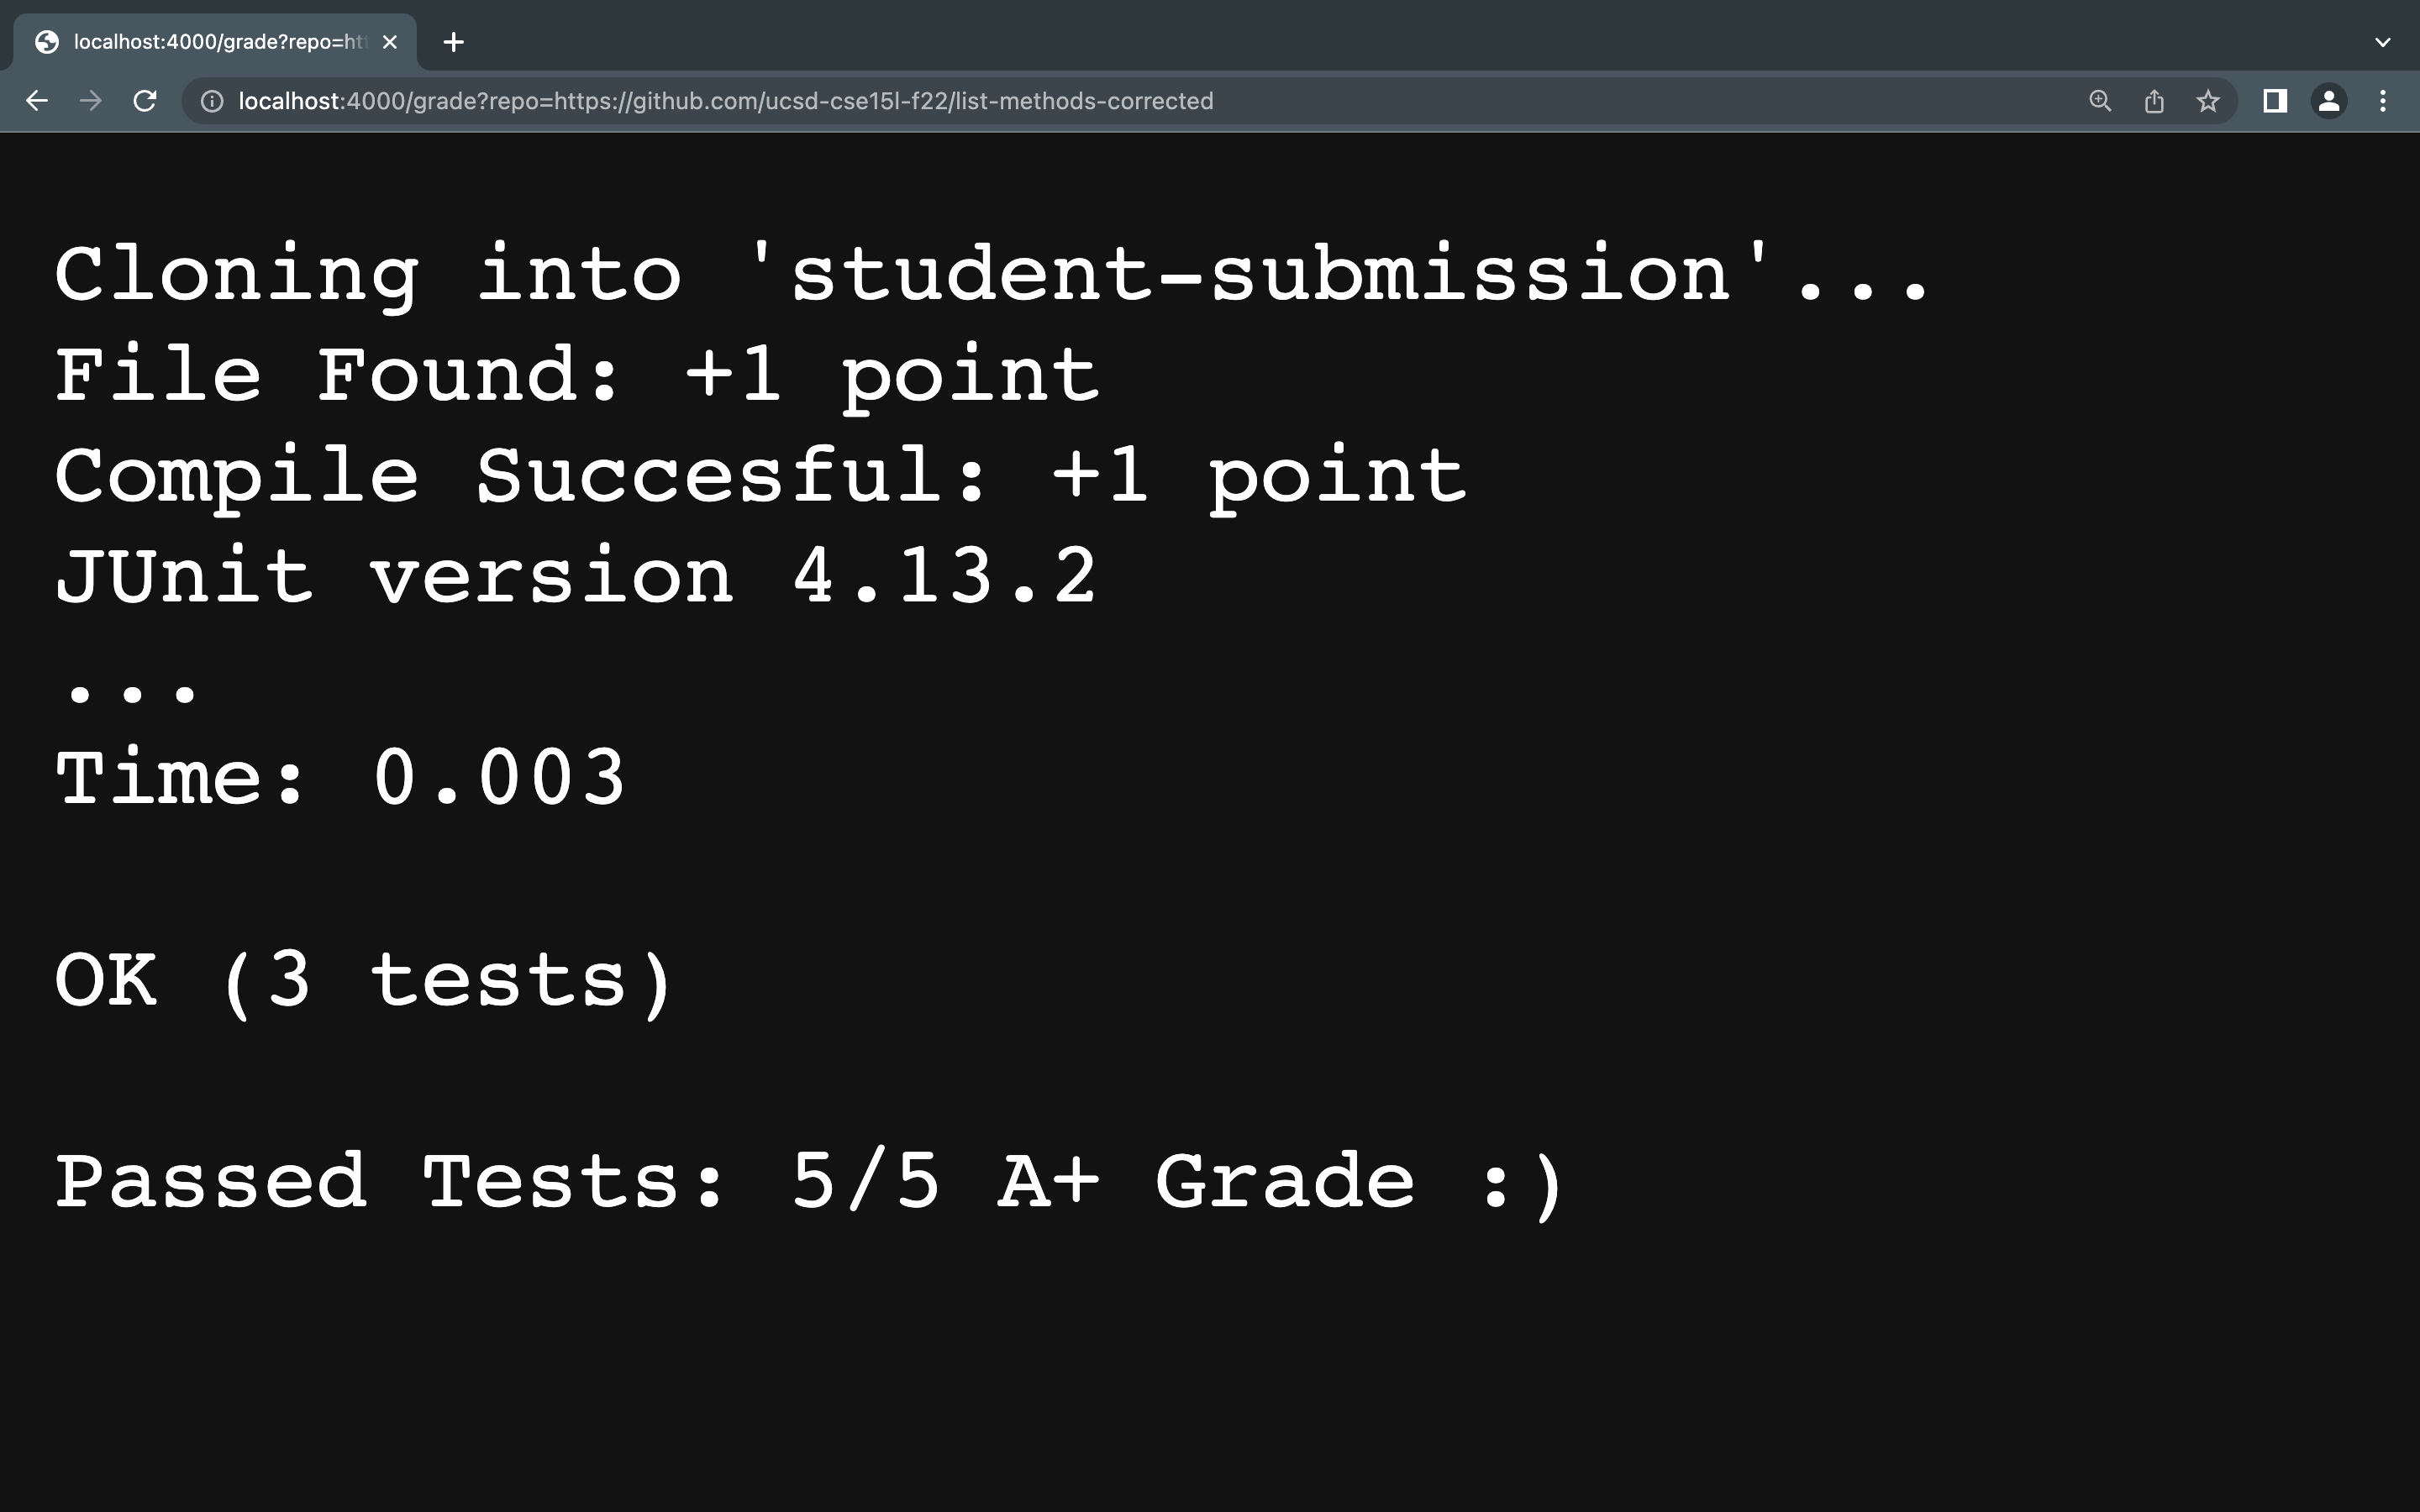 localhost:4000/grade?repo=ht
localhost:4000/grade?repo=https://github.com/ucsd-cse15l-f22/list-methods-corrected
Cloning into 'student-submission'...
File Found: +1 point
Compile Succesful: +1 point
JUnit version 4.13.2
...
Time: 0.003
OK (3 tests)
Passed Tests: 5/5 A+ Grade :)